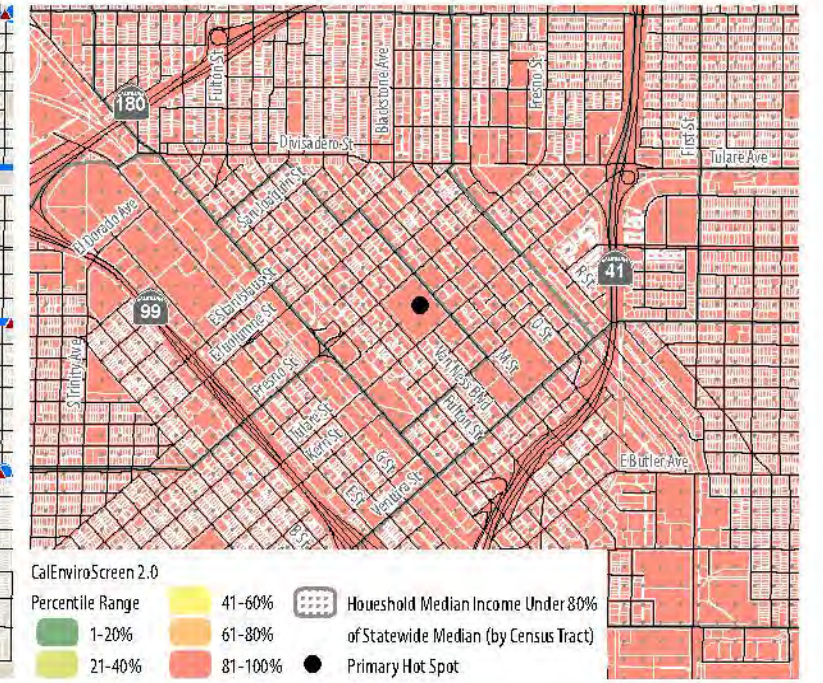 180
Fulton St
Blackstone Ave
Fresno St
First St
Divisadero St
Tulare Ave
San Joaquin St
El Dorado Ave
41
R St
99
E Stanislaus St
E Tuolumne St
O St
S Trinity Ave
Fresno St
Van Ness Blvd
M St
Fulton St
Tulare St
Kern St
G St
E St
Ventura St
E Butler Ave
B St
CalEnviroScreen 2.0
Percentile Range
1-20%
21-40%
41-60%
61-80%
81-100%
Houeshold Median Income Under 80%
of Statewide Median (by Census Tract)
Primary Hot Spot